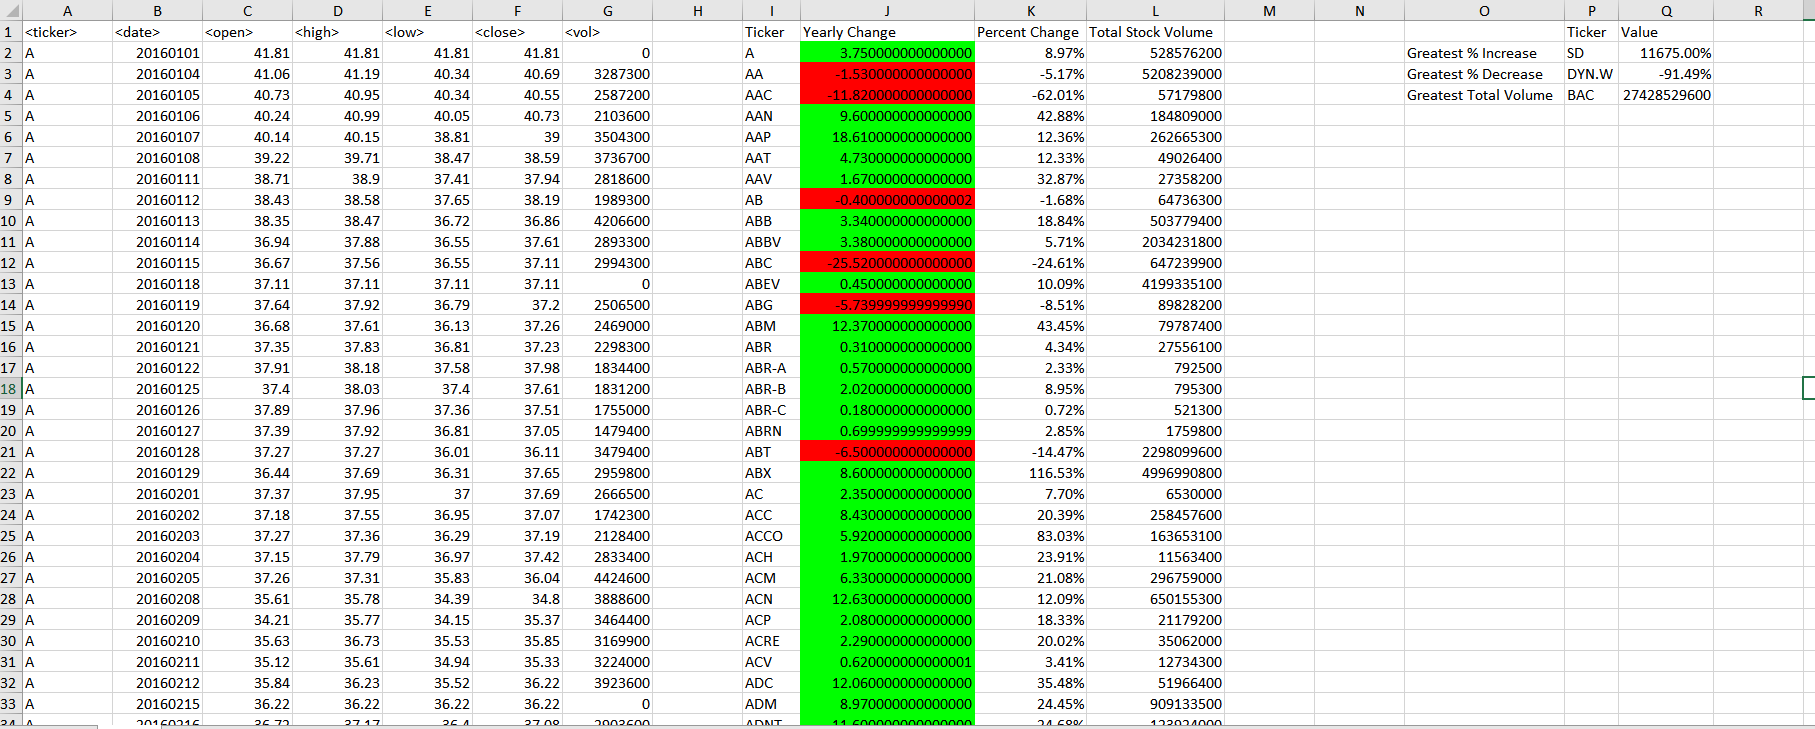 A B C D E F G H I J K L M N O P Q R
1 <ticker> <date> <open> <high> <low> <close> <vol> Ticker Yearly Change Percent Change Total Stock Volume Ticker Value
2 A 20160101 41.81 41.81 41.81 41.81 0 A 3.750000000000000 8.97% 528576200 Greatest % Increase SD 11675.00%
3 A 20160104 41.06 41.19 40.34 40.69 3287300 AA -1.530000000000000 -5.17% 5208239000 Greatest % Decrease DYN.W -91.49%
4 A 20160105 40.73 40.95 40.34 40.55 2587200 AAC -11.820000000000000 -62.01% 57179800 Greatest Total Volume BAC 27428529600
5 A 20160106 40.24 40.99 40.05 40.73 2103600 AAN 9.600000000000000 42.88% 184809000
6 A 20160107 40.14 40.15 38.81 39 3504300 AAP 18.610000000000000 12.36% 262665300
7 A 20160108 39.22 39.71 38.47 38.59 3736700 AAT 4.730000000000000 12.33% 49026400
8 A 20160111 38.71 38.9 37.41 37.94 2818600 AAV 1.670000000000000 32.87% 27358200
9 A 20160112 38.43 38.58 37.65 38.19 1989300 AB -0.400000000000002 -1.68% 64736300
10 A 20160113 38.35 38.47 36.72 36.86 4206600 ABB 3.340000000000000 18.84% 503779400
11 A 20160114 36.94 37.88 36.55 37.61 2893300 ABBV 3.380000000000000 5.71% 2034231800
12 A 20160115 36.67 37.56 36.55 37.11 2994300 ABC -25.520000000000000 -24.61% 647239900
13 A 20160118 37.11 37.11 37.11 37.11 0 ABEV 0.450000000000000 10.09% 4199335100
14 A 20160119 37.64 37.92 36.79 37.2 2506500 ABG -5.739999999999990 -8.51% 89828200
15 A 20160120 36.68 37.61 36.13 37.26 2469000 ABM 12.370000000000000 43.45% 79787400
16 A 20160121 37.35 37.83 36.81 37.23 2298300 ABR 0.310000000000000 4.34% 27556100
17 A 20160122 37.91 38.18 37.58 37.98 1834400 ABR-A 0.570000000000000 2.33% 792500
18 A 20160125 37.4 38.03 37.4 37.61 1831200 ABR-B 2.020000000000000 8.95% 795300
19 A 20160126 37.89 37.96 37.36 37.51 1755000 ABR-C 0.180000000000000 0.72% 521300
20 A 20160127 37.39 37.92 36.81 37.05 1479400 ABRN 0.699999999999999 2.85% 1759800
21 A 20160128 37.27 37.27 36.01 36.11 3479400 ABT -6.500000000000000 -14.47% 2298099600
22 A 20160129 36.44 37.69 36.31 37.65 2959800 ABX 8.600000000000000 116.53% 4996990800
23 A 20160201 37.37 37.95 37 37.69 2666500 AC 2.350000000000000 7.70% 6530000
24 A 20160202 37.18 37.55 36.95 37.07 1742300 ACC 8.430000000000000 20.39% 258457600
25 A 20160203 37.27 37.36 36.29 37.19 2128400 ACCO 5.920000000000000 83.03% 163653100
26 A 20160204 37.15 37.79 36.97 37.42 2833400 ACH 1.970000000000000 23.91% 11563400
27 A 20160205 37.26 37.31 35.83 36.04 4424600 ACM 6.330000000000000 21.08% 296759000
28 A 20160208 35.61 35.78 34.39 34.8 3888600 ACN 12.630000000000000 12.09% 650155300
29 A 20160209 34.21 35.77 34.15 35.37 3464400 ACP 2.080000000000000 18.33% 21179200
30 A 20160210 35.63 36.73 35.53 35.85 3169900 ACRE 2.290000000000000 20.02% 35062000
31 A 20160211 35.12 35.61 34.94 35.33 3224000 ACV 0.620000000000001 3.41% 12734300
32 A 20160212 35.84 36.23 35.52 36.22 3923600 ADC 12.060000000000000 35.48% 51966400
33 A 20160215 36.22 36.22 36.22 36.22 0 ADM 8.970000000000000 24.45% 909133500
34 A 20160216 36.72 37.17 36.4 37.08 2903600 ADNT 11.600000000000000 24.68% 123924000